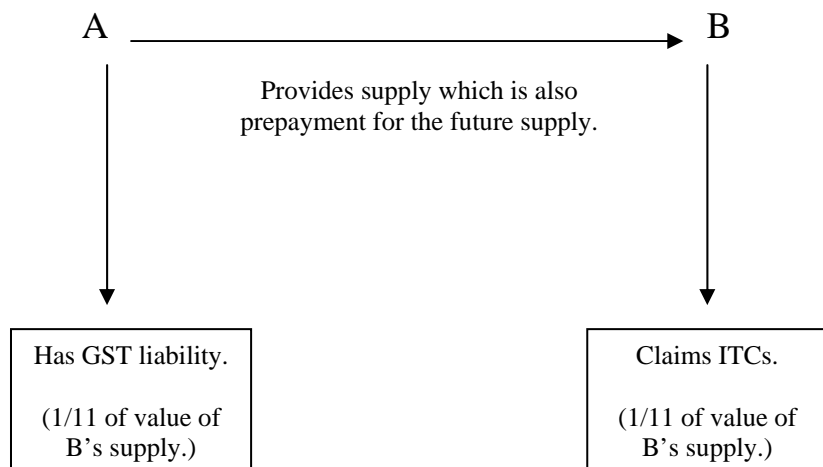 A B
Provides supply which is also
prepayment for the future supply.
Has GST liability.
(1/11 of value of
B’s supply.)
Claims ITCs.
(1/11 of value of
B’s supply.)